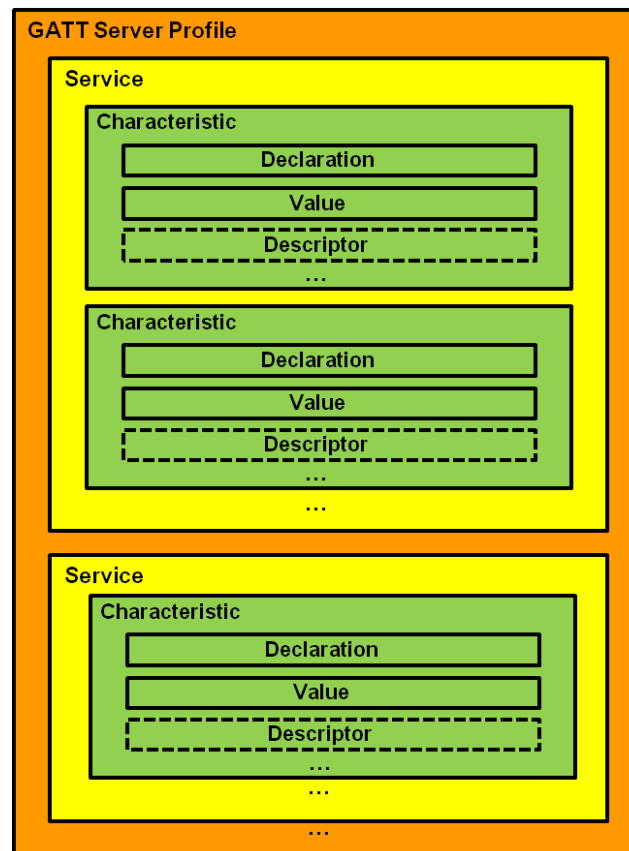 GATT Server Profile
Service
Characteristic
Declaration
Value
Descriptor
...
Characteristic
Declaration
Value
Descriptor
...
...
Service
Characteristic
Declaration
Value
Descriptor
...
...
...